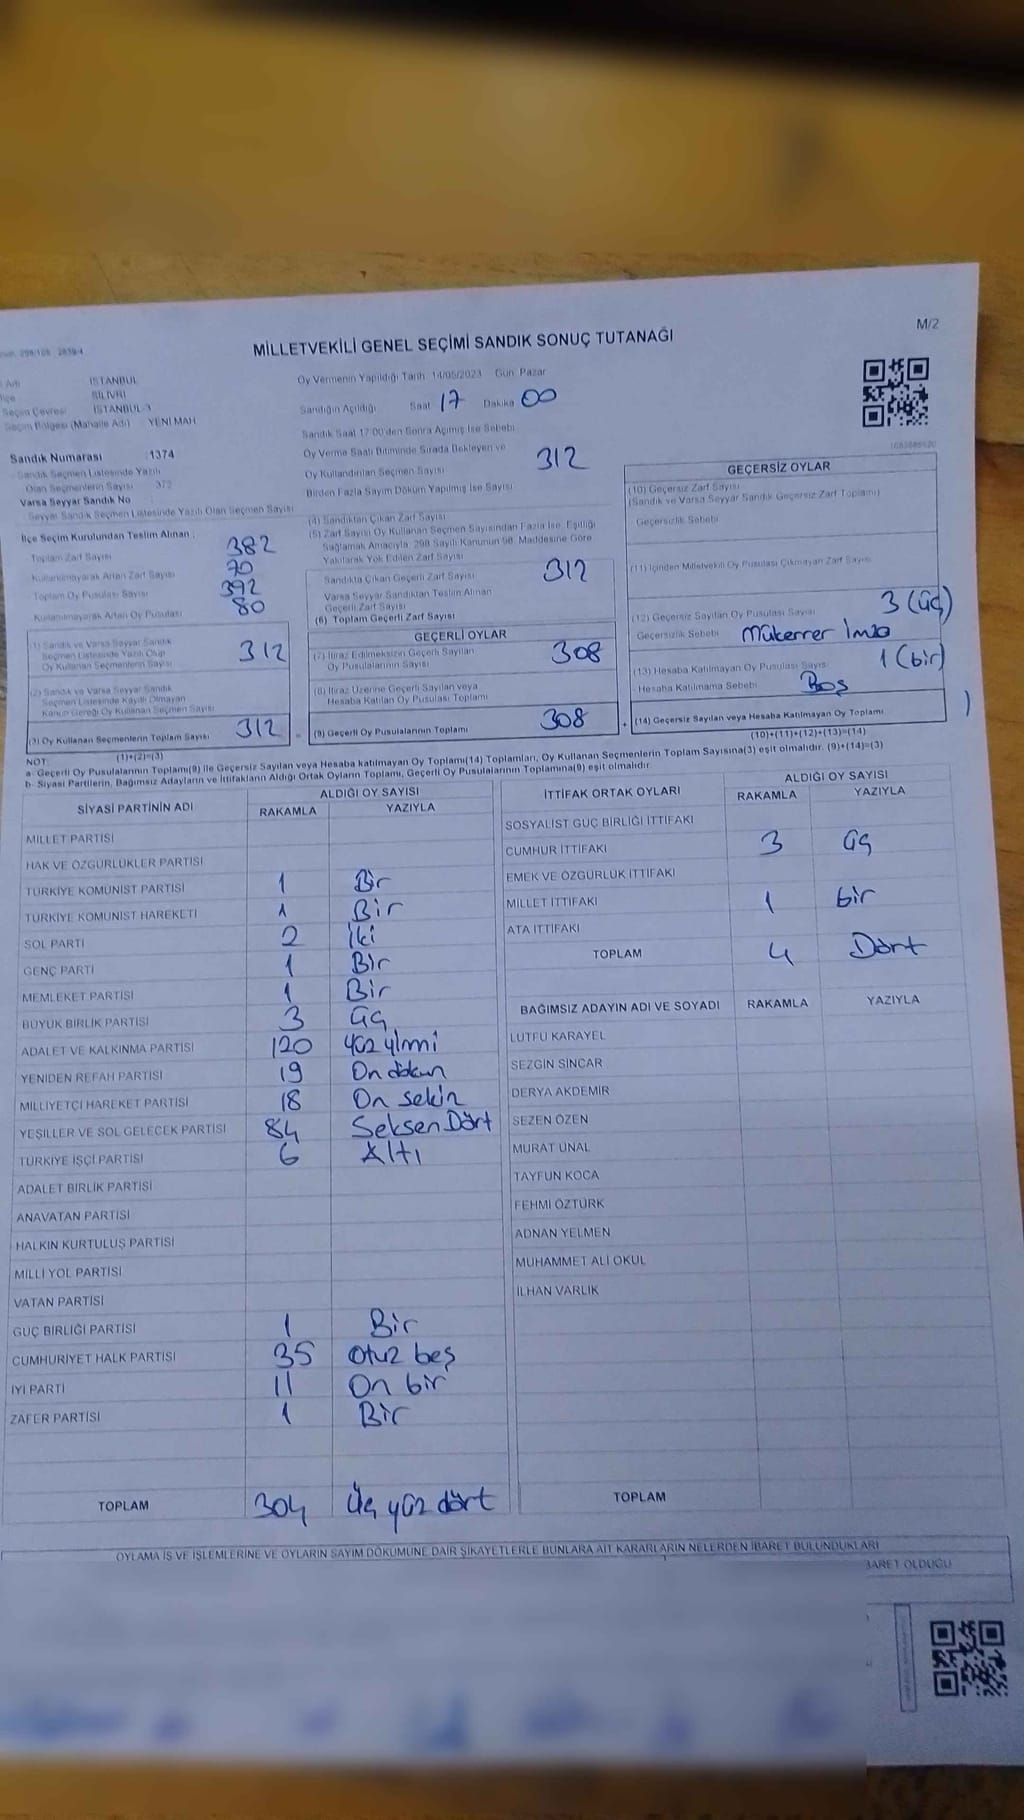 M/2
MİLLETVEKİLİ GENEL SEÇİMİ SANDIK SONUÇ TUTANAĞI
İSTANBUL
SİLİVRİ
Seçim Çevresi İSTANBUL-3
Seçim Bölgesi (Mahalle Adı) YENİ MAH
Sandık Numarası 1374
Sandık Seçmen Listesinde Yazılı
Olan Seçmenlerin Sayısı 372
Varsa Seyyar Sandık No
Seyyar Sandık Seçmen Listesinde Yazılı Olan Seçmen Sayısı
İlçe Seçim Kurulundan Teslim Alınan :
Toplam Zarf Sayısı 382
Kullanılmayarak Artan Zarf Sayısı 70
Toplam Oy Pusulası Sayısı 392
Kullanılmayarak Artan Oy Pusulası 80
(1) Sandık ve Varsa Seyyar Sandık
Seçmen Listesinde Yazılı Olup
Oy Kullanan Seçmenlerin Sayısı 312
(2) Sandık ve Varsa Seyyar Sandık
Seçmen Listesinde Kayıtlı Olmayan
Kanun Gereği Oy Kullanan Seçmen Sayısı
(3) Oy Kullanan Seçmenlerin Toplam Sayısı 312
(1)+(2)=(3)
Oy Vermenin Yapıldığı Tarih 14/05/2023 Gün: Pazar
Sandığın Açıldığı Saat 17 Dakika 00
Sandık Saat 17:00'den Sonra Açılmış İse Sebebi
Oy Verme Saati Bitiminde Sırada Bekleyen ve
Oy Kullandırılan Seçmen Sayısı 312
Birden Fazla Sayım Döküm Yapılmış İse Sayısı
(4) Sandıktan Çıkan Zarf Sayısı
(5) Zarf Sayısı Oy Kullanan Seçmen Sayısından Fazla İse, Eşitliği
Sağlamak Amacıyla, 298 Sayılı Kanunun 98. Maddesine Göre
Yakılarak Yok Edilen Zarf Sayısı
Sandıkta Çıkan Geçerli Zarf Sayısı 312
Varsa Seyyar Sandıktan Teslim Alınan
Geçerli Zarf Sayısı
(6) Toplam Geçerli Zarf Sayısı
GEÇERLİ OYLAR
(7) İtiraz Edilmeksizin Geçerli Sayılan
Oy Pusulalarının Sayısı 308
(8) İtiraz Üzerine Geçerli Sayılan veya
Hesaba Katılan Oy Pusulası Toplamı
(9) Geçerli Oy Pusulalarının Toplamı 308
GEÇERSİZ OYLAR
(10) Geçersiz Zarf Sayısı
(Sandık ve Varsa Seyyar Sandık Geçersiz Zarf Toplamı)
Geçersizlik Sebebi
(11) İçinden Milletvekili Oy Pusulası Çıkmayan Zarf Sayısı
(12) Geçersiz Sayılan Oy Pusulası Sayısı 3 (üç)
Geçersizlik Sebebi Mükerrer İmza
(13) Hesaba Katılmayan Oy Pusulası Sayısı 1 (bir)
Hesaba Katılmama Sebebi Boş
(14) Geçersiz Sayılan veya Hesaba Katılmayan Oy Toplamı
(10)+(11)+(12)+(13)=(14)
NOT:
a- Geçerli Oy Pusulalarının Toplamı(9) ile Geçersiz Sayılan veya Hesaba katılmayan Oy Toplamı(14) Toplamları, Oy Kullanan Seçmenlerin Toplam Sayısına(3) eşit olmalıdır. (9)+(14)=(3)
b- Siyasi Partilerin, Bağımsız Adayların ve İttifakların Aldığı Ortak Oyların Toplamı, Geçerli Oy Pusulalarının Toplamına(9) eşit olmalıdır.
SİYASİ PARTİNİN ADI ALDIĞI OY SAYISI
RAKAMLA YAZIYLA
MİLLET PARTİSİ
HAK VE ÖZGÜRLÜKLER PARTİSİ
TÜRKİYE KOMÜNİST PARTİSİ 1 Bir
TÜRKİYE KOMÜNİST HAREKETİ 1 Bir
SOL PARTİ 2 İki
GENÇ PARTİ 1 Bir
MEMLEKET PARTİSİ 1 Bir
BÜYÜK BİRLİK PARTİSİ 3 üç
ADALET VE KALKINMA PARTİSİ 120 yüz yirmi
YENİDEN REFAH PARTİSİ 19 On dokuz
MİLLİYETÇİ HAREKET PARTİSİ 18 On sekiz
YEŞİLLER VE SOL GELECEK PARTİSİ 84 Seksen Dört
TÜRKİYE İŞÇİ PARTİSİ 6 Altı
ADALET BİRLİK PARTİSİ
ANAVATAN PARTİSİ
HALKIN KURTULUŞ PARTİSİ
MİLLİ YOL PARTİSİ
VATAN PARTİSİ
GÜÇ BİRLİĞİ PARTİSİ 1 Bir
CUMHURİYET HALK PARTİSİ 35 Otuz beş
İYİ PARTİ 11 On bir
ZAFER PARTİSİ 1 Bir
TOPLAM 304 Üç yüz dört
İTTİFAK ORTAK OYLARI ALDIĞI OY SAYISI
RAKAMLA YAZIYLA
SOSYALİST GÜÇ BİRLİĞİ İTTİFAKI
CUMHUR İTTİFAKI 3 üç
EMEK VE ÖZGÜRLÜK İTTİFAKI
MİLLET İTTİFAKI 1 bir
ATA İTTİFAKI
TOPLAM 4 Dört
BAĞIMSIZ ADAYIN ADI VE SOYADI RAKAMLA YAZIYLA
LÜTFÜ KARAYEL
SEZGİN SİNCAR
DERYA AKDEMİR
SEZEN ÖZEN
MURAT ÜNAL
TAYFUN KOCA
FEHMİ ÖZTÜRK
ADNAN YELMEN
MUHAMMET ALİ OKUL
İLHAN VARLIK
TOPLAM
OYLAMA İŞ VE İŞLEMLERİNE VE OYLARIN SAYIM DÖKÜMÜNE DAİR ŞİKAYETLERLE BUNLARA AİT KARARLARIN NELERDEN İBARET BULUNDUKLARI
BARET OLDUĞU